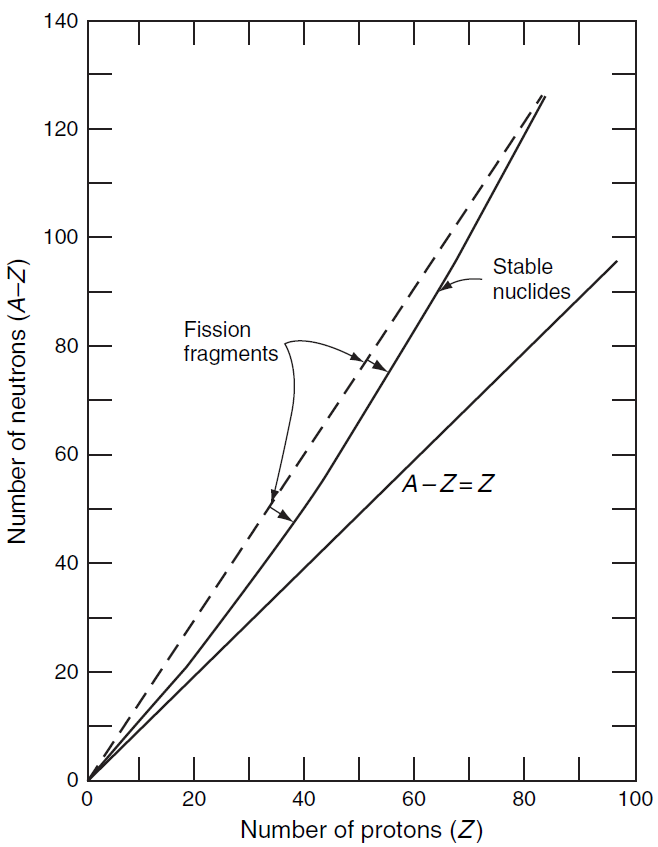 140
120
100
80
60
40
20
0
Number of neutrons (A–Z)
Fission
fragments
Stable
nuclides
A–Z=Z
0 20 40 60 80 100
Number of protons (Z)